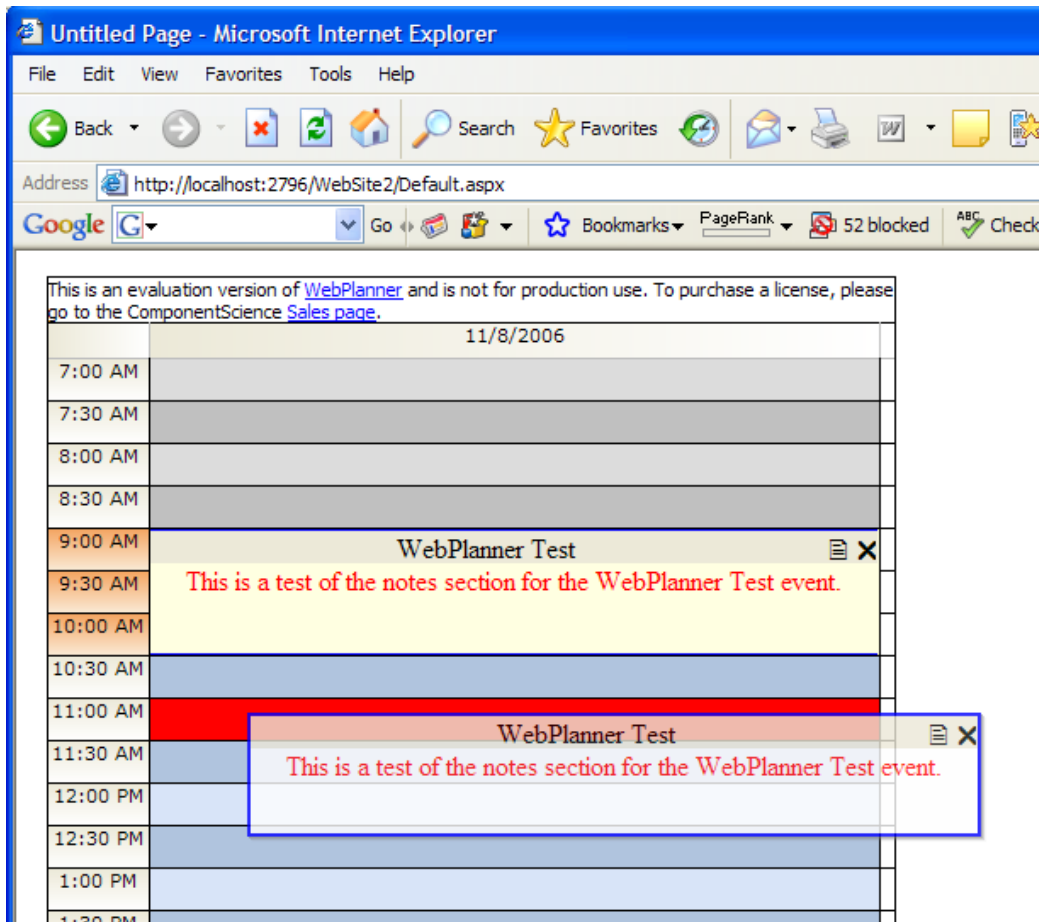 Untitled Page - Microsoft Internet Explorer
File Edit View Favorites Tools Help
Back Search Favorites W
Address http://localhost:2796/WebSite2/Default.aspx
Google G Go Bookmarks PageRank 52 blocked ABC Check
This is an evaluation version of WebPlanner and is not for production use. To purchase a license, please
go to the ComponentScience Sales page.
11/8/2006
7:00 AM
7:30 AM
8:00 AM
8:30 AM
9:00 AM WebPlanner Test
9:30 AM This is a test of the notes section for the WebPlanner Test event.
10:00 AM
10:30 AM
11:00 AM WebPlanner Test
11:30 AM This is a test of the notes section for the WebPlanner Test event.
12:00 PM
12:30 PM
1:00 PM
1:30 PM